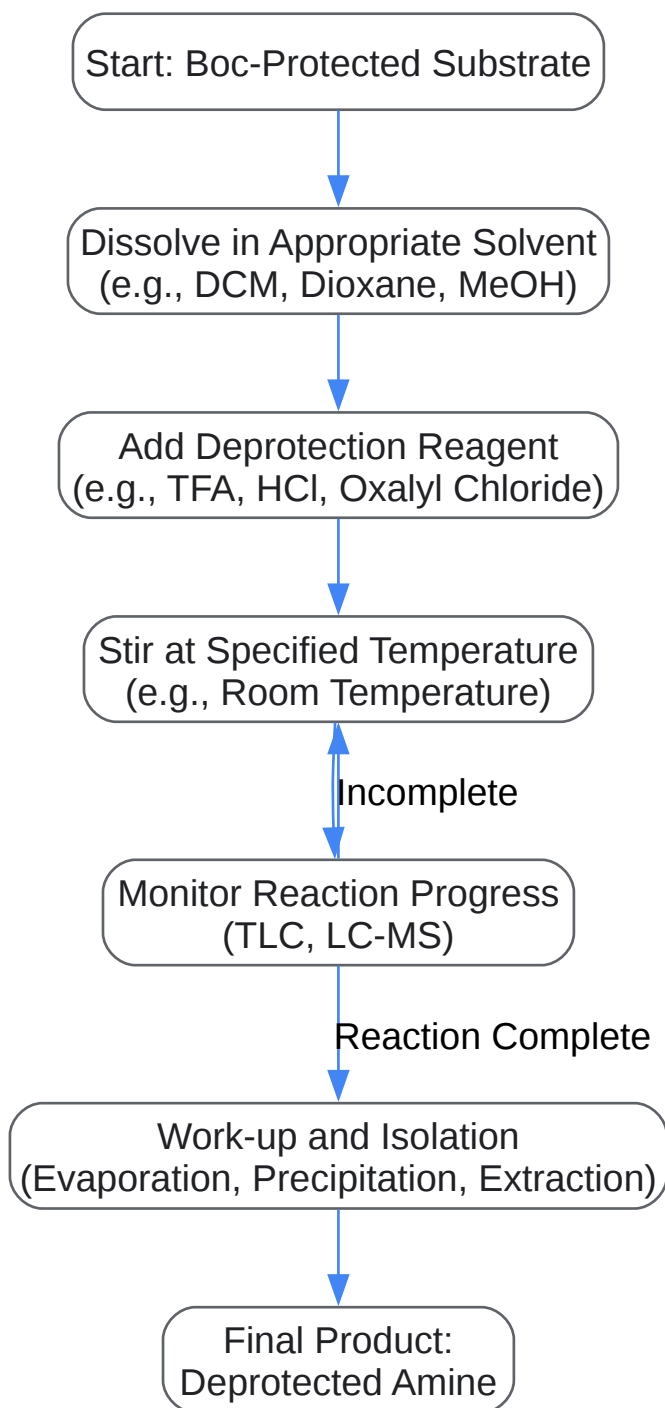 Start: Boc-Protected Substrate
Dissolve in Appropriate Solvent
(e.g., DCM, Dioxane, MeOH)
Add Deprotection Reagent
(e.g., TFA, HCl, Oxalyl Chloride)
Stir at Specified Temperature
(e.g., Room Temperature)
Incomplete
Monitor Reaction Progress
(TLC, LC-MS)
Reaction Complete
Work-up and Isolation
(Evaporation, Precipitation, Extraction)
Final Product:
Deprotected Amine